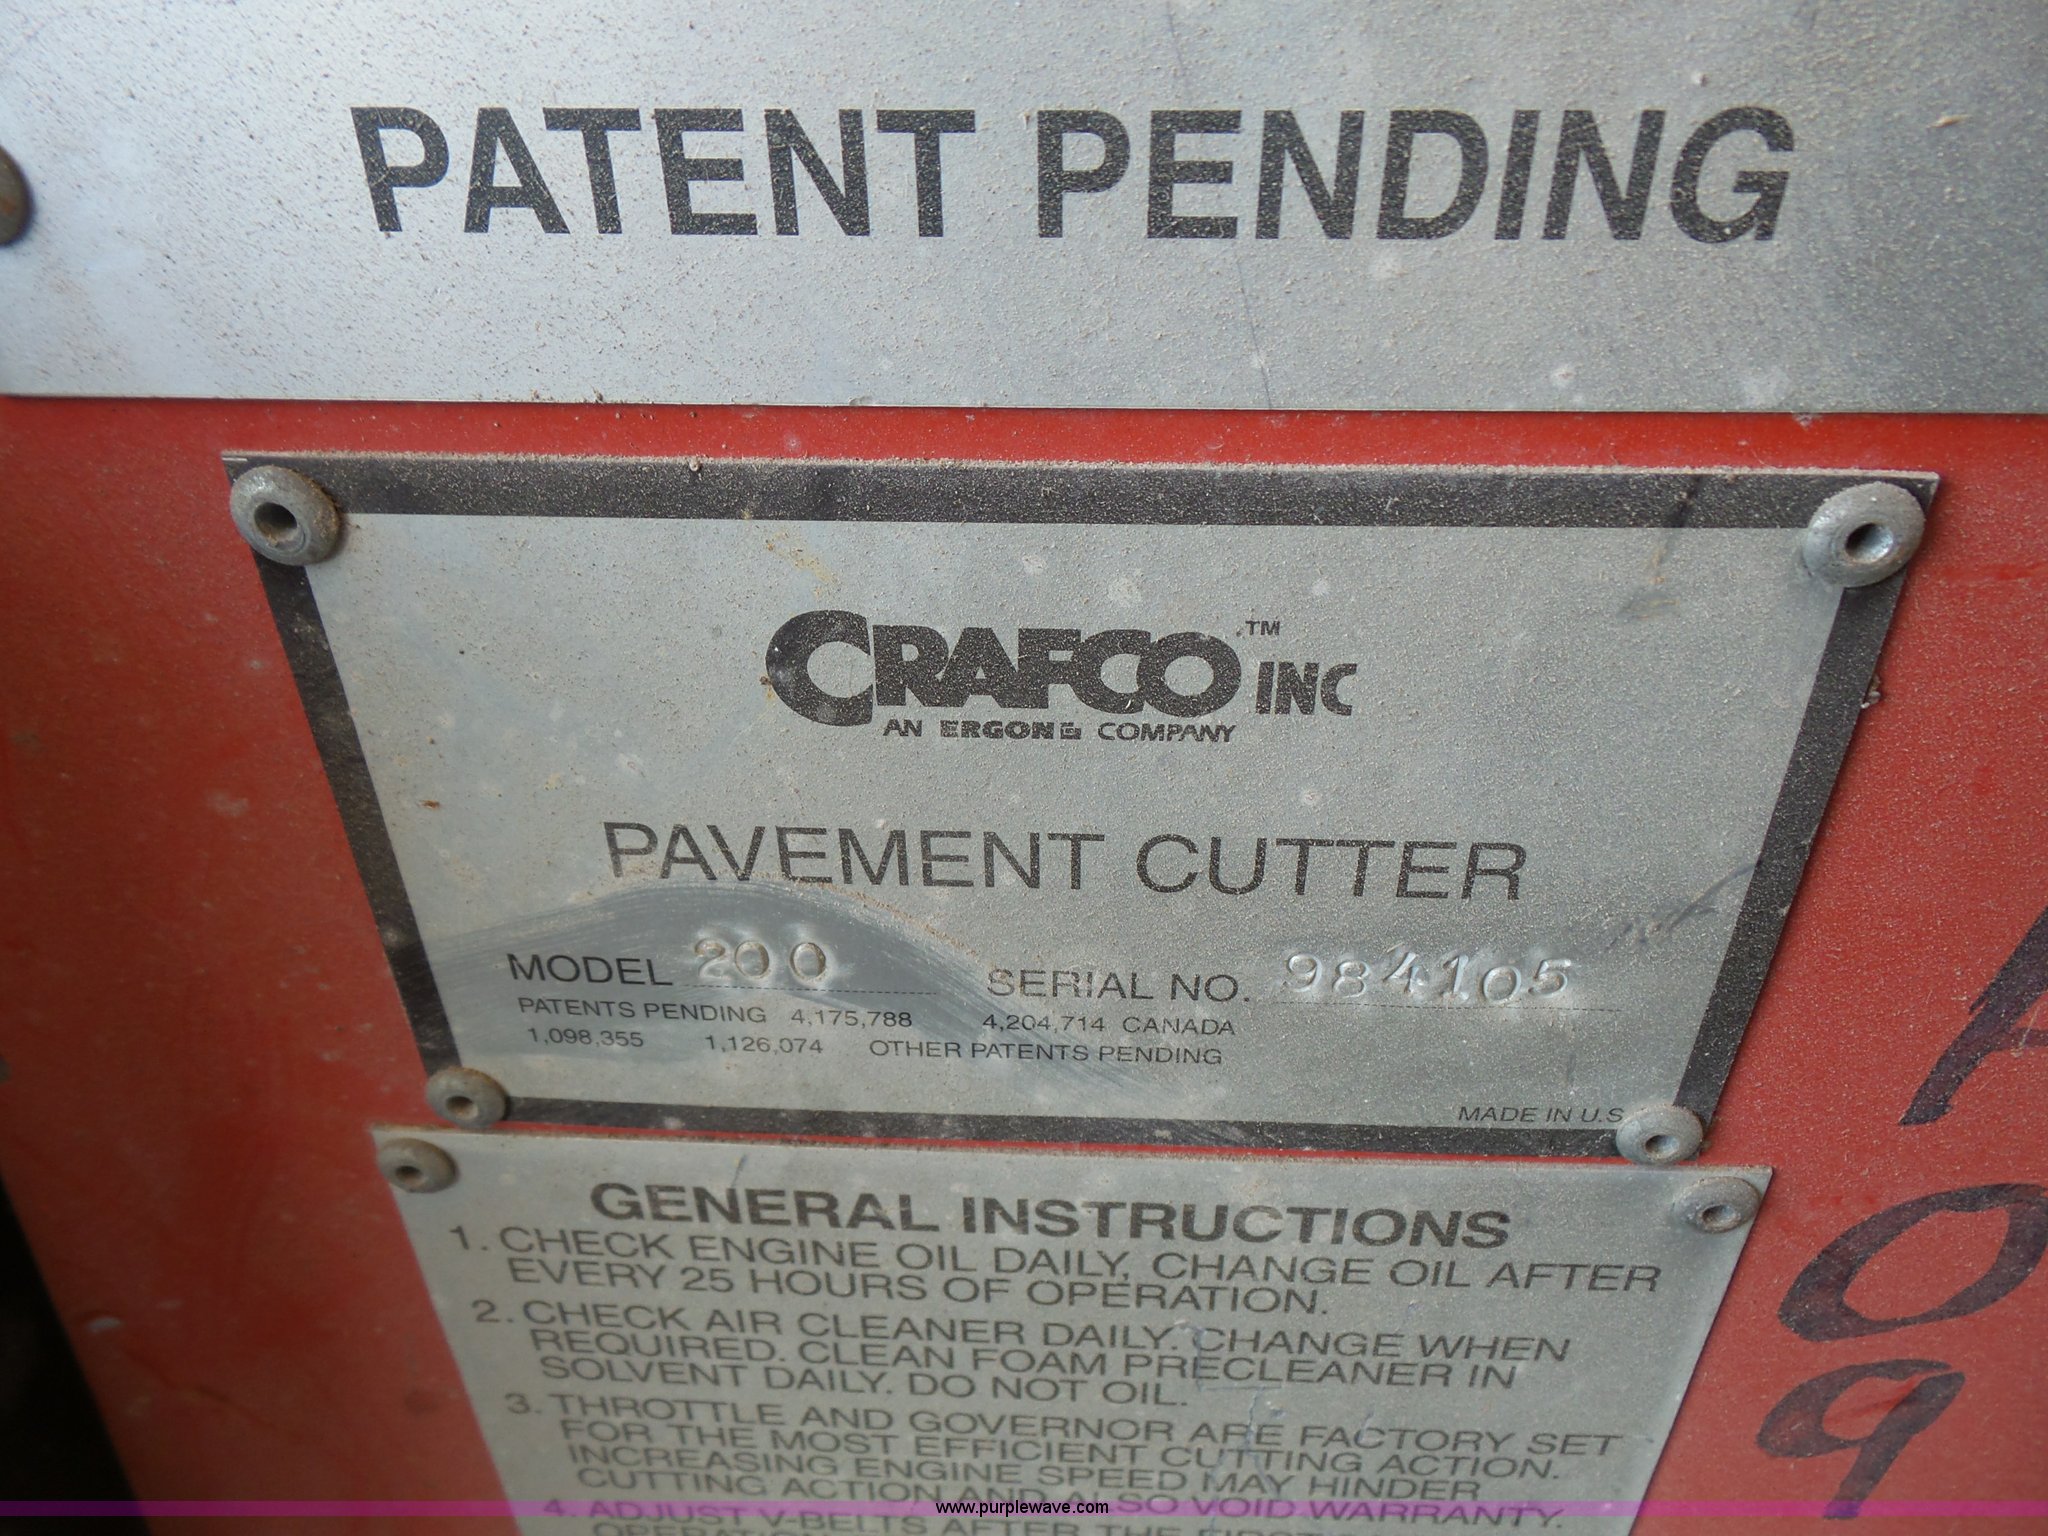 PATENT PENDING
CRAFCO™ INC
AN ERGON COMPANY
PAVEMENT CUTTER
MODEL 200 SERIAL NO. 984105
PATENTS PENDING 4,175,788 4,204,714 CANADA
1,098,355 1,126,074 OTHER PATENTS PENDING
MADE IN U.S
GENERAL INSTRUCTIONS
1. CHECK ENGINE OIL DAILY, CHANGE OIL AFTER
EVERY 25 HOURS OF OPERATION.
2. CHECK AIR CLEANER DAILY. CHANGE WHEN
REQUIRED. CLEAN FOAM PRECLEANER IN
SOLVENT DAILY. DO NOT OIL.
3. THROTTLE AND GOVERNOR ARE FACTORY SET
FOR THE MOST EFFICIENT CUTTING ACTION.
INCREASING ENGINE SPEED MAY HINDER
CUTTING ACTION AND ALSO VOID WARRANTY.
4. ADJUST V-BELTS AFTER THE FIRST
A
0
9
www.purplewave.com